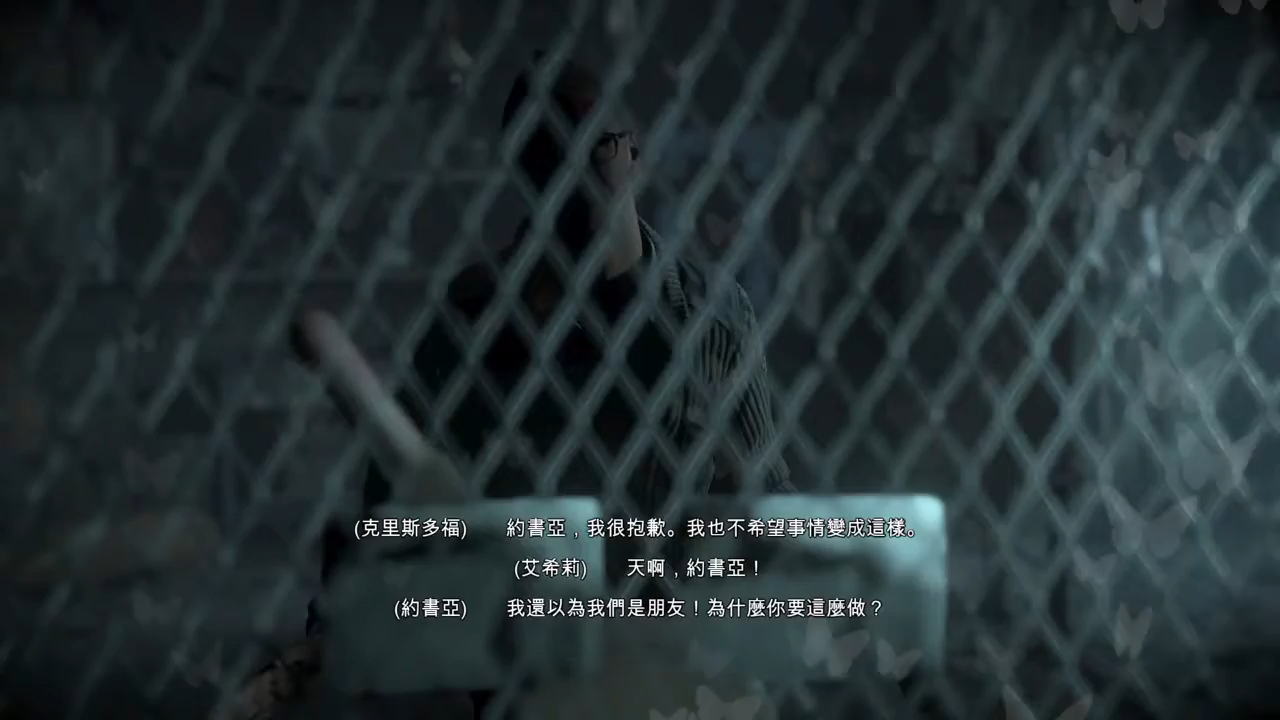 (克里斯多福) 約書亞，我很抱歉。我也不希望事情變成這樣。
(艾希莉) 天啊，約書亞！
(約書亞) 我還以為我們是朋友！為什麼你要這麼做？